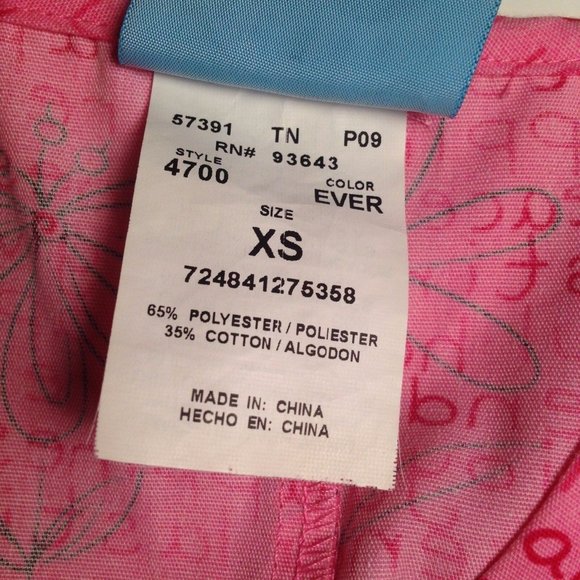 57391 TN P09
RN# 93643
STYLE
4700
COLOR
EVER
SIZE
XS
724841275358
65% POLYESTER / POLIESTER
35% COTTON / ALGODON
MADE IN: CHINA
HECHO EN: CHINA